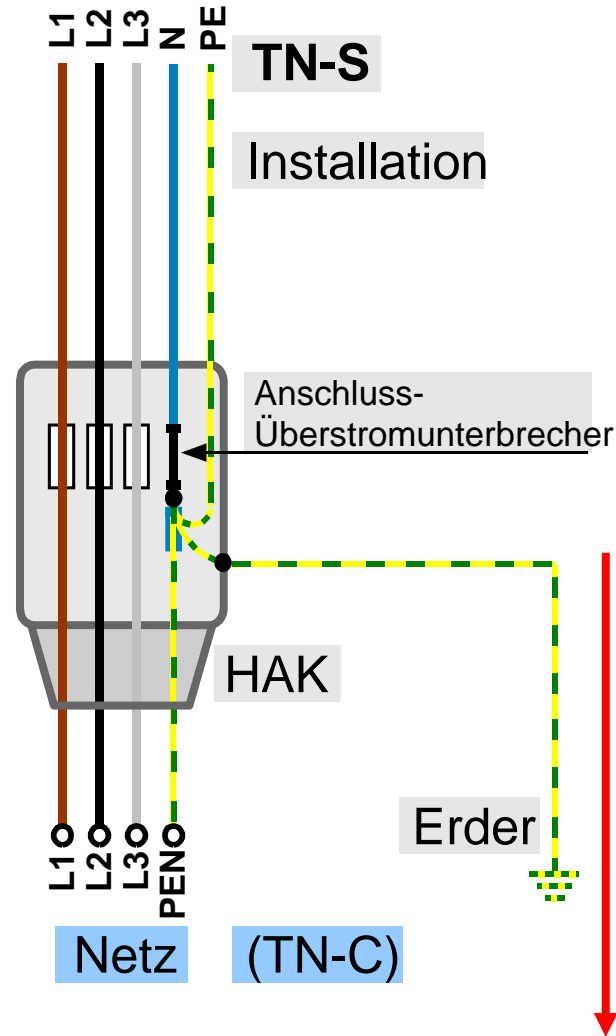 L1
L2
L3
N
PE
TN-S
Installation
Anschluss-
Überstromunterbrecher
HAK
Erder
L1
L2
L3
PEN
Netz
(TN-C)